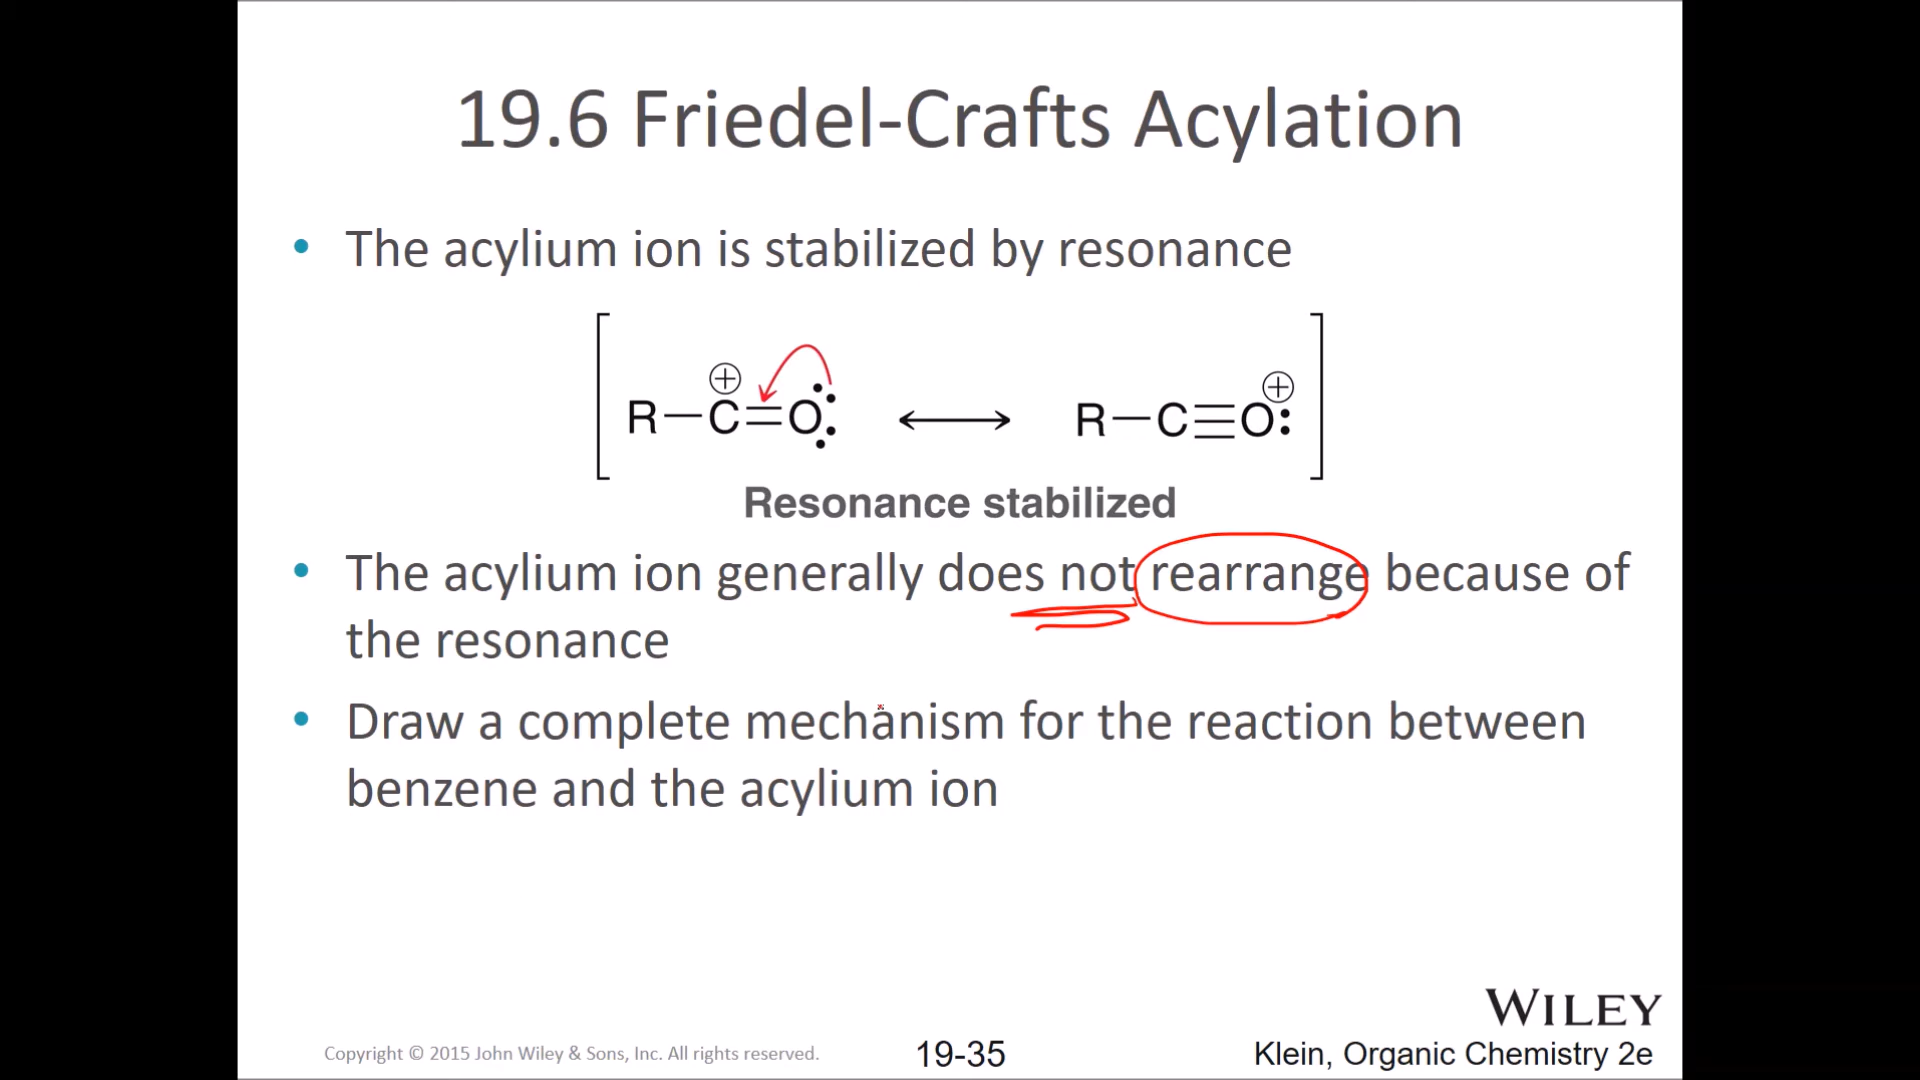 19.6 Friedel-Crafts Acylation
• The acylium ion is stabilized by resonance
R—C=O ⟷ R—C≡O
Resonance stabilized
• The acylium ion generally does not rearrange because of
the resonance
• Draw a complete mechanism for the reaction between
benzene and the acylium ion
WILEY
Copyright © 2015 John Wiley & Sons, Inc. All rights reserved.
19-35
Klein, Organic Chemistry 2e